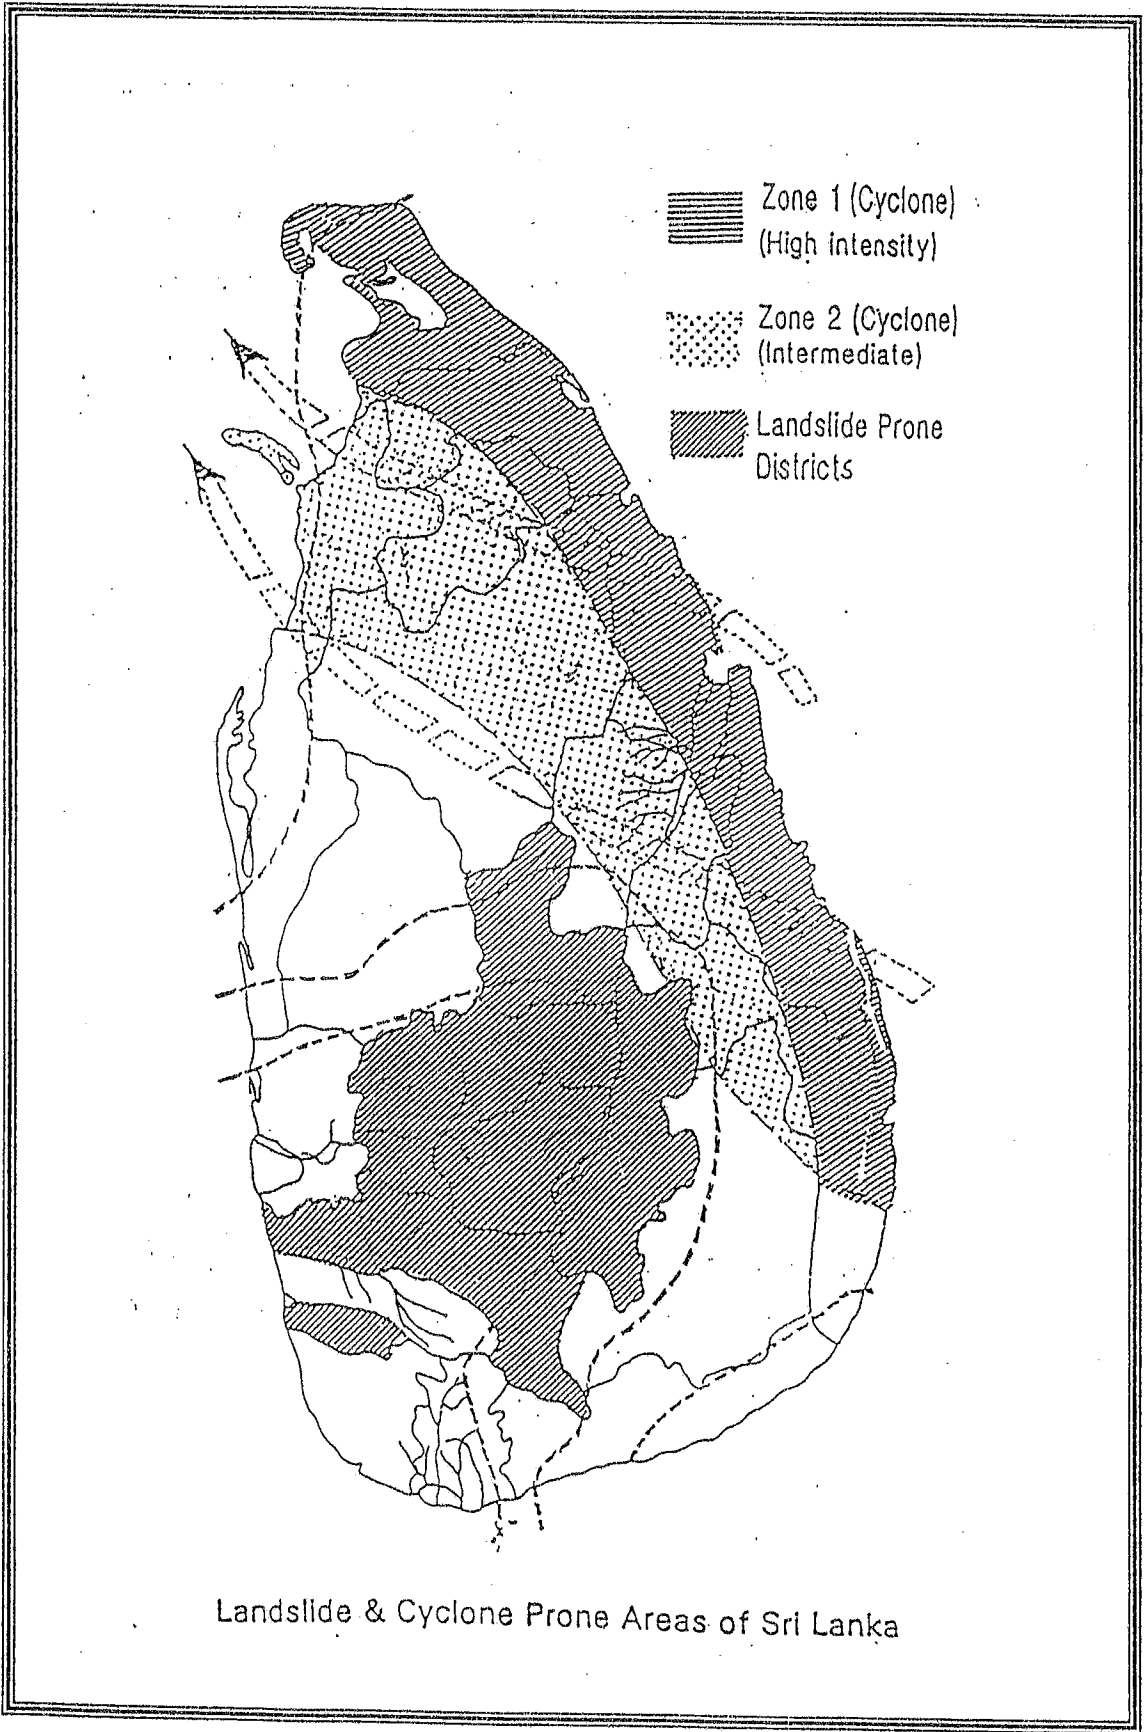 Zone 1 (Cyclone)
(High intensity)
Zone 2 (Cyclone)
(Intermediate)
Landslide Prone
Districts
Landslide & Cyclone Prone Areas of Sri Lanka